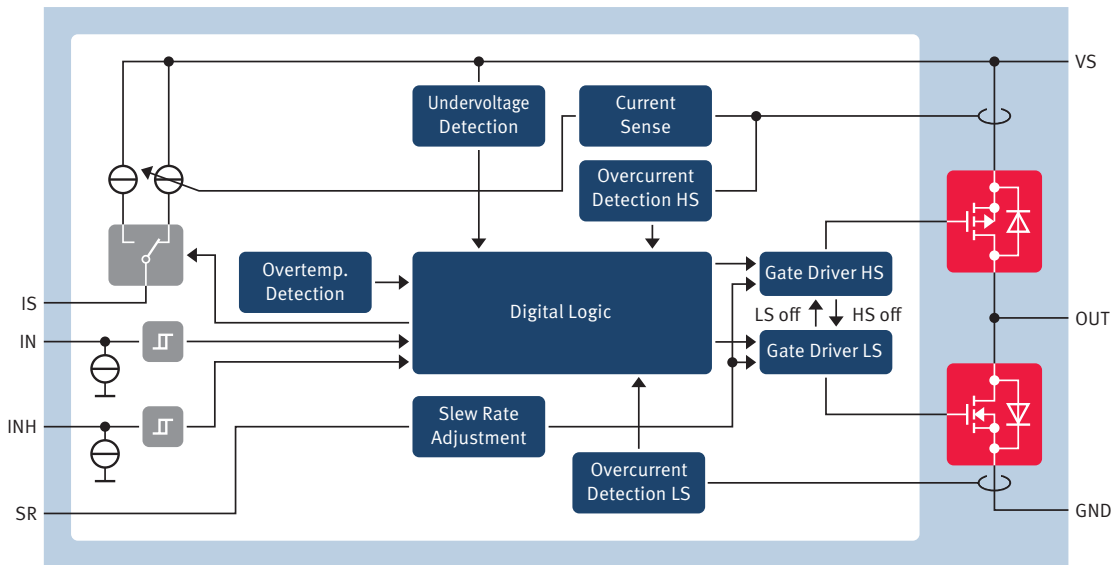 VS
Undervoltage
Detection
Current
Sense
Overcurrent
Detection HS
Overtemp.
Detection
Digital Logic
Gate Driver HS
LS off
HS off
Gate Driver LS
IS
IN
INH
SR
OUT
Slew Rate
Adjustment
Overcurrent
Detection LS
GND